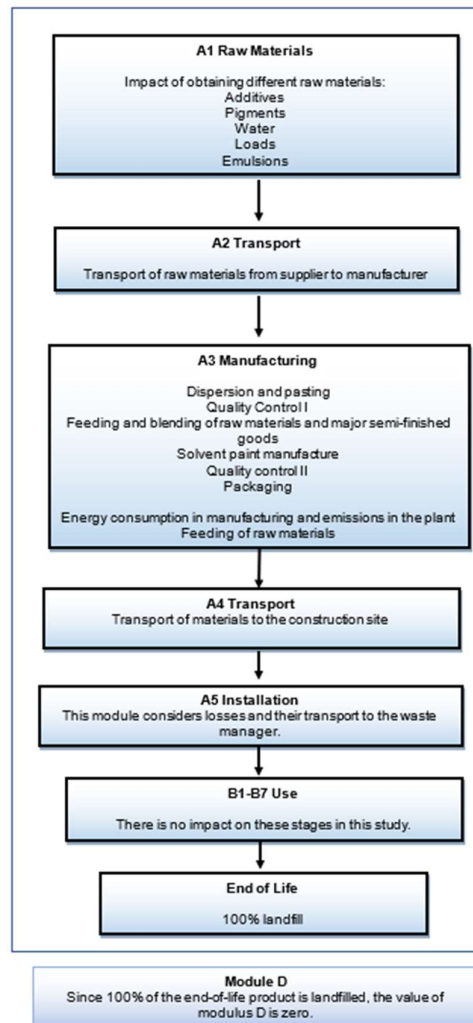 A1 Raw Materials
Impact of obtaining different raw materials:
Additives
Pigments
Water
Loads
Emulsions
A2 Transport
Transport of raw materials from supplier to manufacturer
A3 Manufacturing
Dispersion and pasting
Quality Control I
Feeding and blending of raw materials and major semi-finished
goods
Solvent paint manufacture
Quality control II
Packaging
Energy consumption in manufacturing and emissions in the plant
Feeding of raw materials
A4 Transport
Transport of materials to the construction site
A5 Installation
This module considers losses and their transport to the waste
manager.
B1-B7 Use
There is no impact on these stages in this study.
End of Life
100% landfill
Module D
Since 100% of the end-of-life product is landfilled, the value of
modulus D is zero.